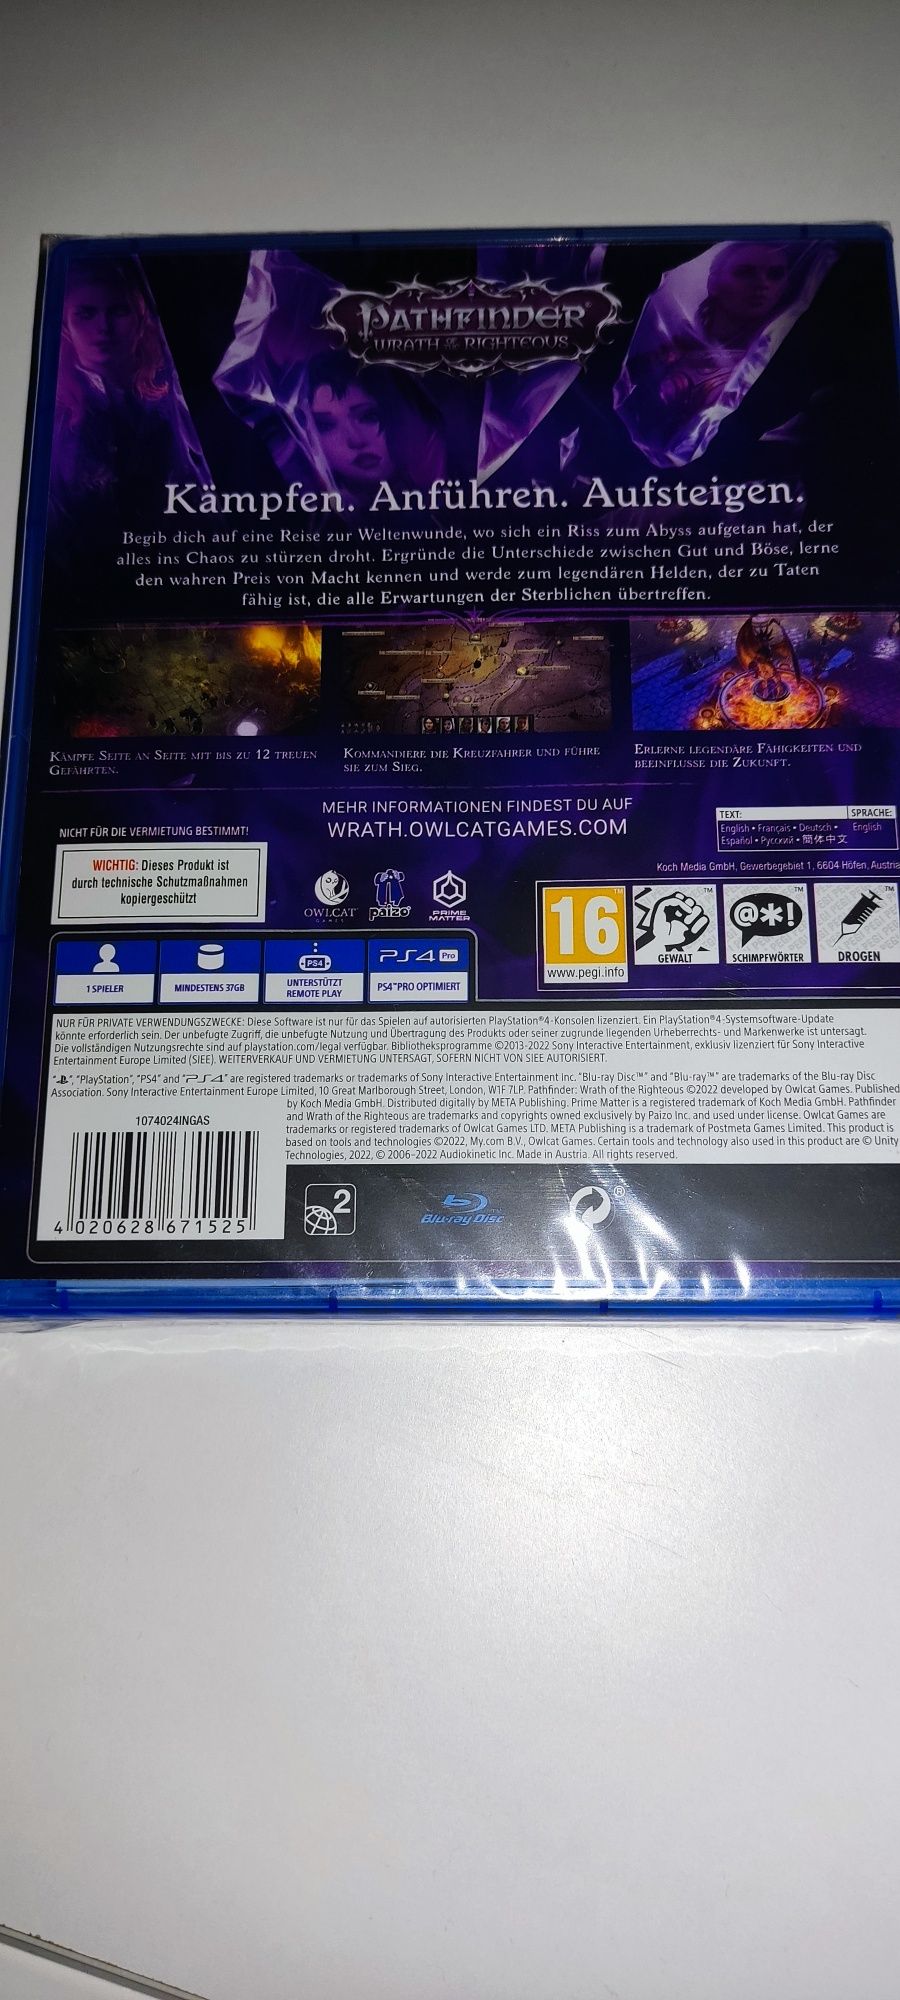 PATHFINDER
WRATH OF THE RIGHTEOUS
Kämpfen. Anführen. Aufsteigen.
Begib dich auf eine Reise zur Weltenwunde, wo sich ein Riss zum Abyss aufgetan hat, der
alles ins Chaos zu stürzen droht. Ergründe die Unterschiede zwischen Gut und Böse, lerne
den wahren Preis von Macht kennen und werde zum legendären Helden, der zu Taten
fähig ist, die alle Erwartungen der Sterblichen übertreffen.
Kämpfe Seite an Seite mit bis zu 12 treuen
Gefährten.
Kommandiere die Kreuzfahrer und führe
sie zum Sieg.
Erlerne legendäre Fähigkeiten und
beeinflusse die Zukunft.
MEHR INFORMATIONEN FINDEST DU AUF
WRATH.OWLCATGAMES.COM
NICHT FÜR DIE VERMIETUNG BESTIMMT!
WICHTIG: Dieses Produkt ist
durch technische Schutzmaßnahmen
kopiergeschützt
TEXT:
English • Français • Deutsch •
Español • Русский • 簡体中文
SPRACHE:
English
Koch Media GmbH, Gewerbegebiet 1, 6604 Höfen, Austria
OWLCAT
GAMES
paizo
PRIME
MATTER
16
www.pegi.info
GEWALT
@*!
SCHIMPFWÖRTER
DROGEN
1 SPIELER
MINDESTENS 37GB
PS4
UNTERSTÜTZT
REMOTE PLAY
PS4 Pro
PS4™PRO OPTIMIERT
NUR FÜR PRIVATE VERWENDUNGSZWECKE: Diese Software ist nur für das Spielen auf autorisierten PlayStation®4-Konsolen lizenziert. Ein PlayStation®4-Systemsoftware-Update
könnte erforderlich sein. Der unbefugte Zugriff, die unbefugte Nutzung und Übertragung des Produkts oder seiner zugrunde liegenden Urheberrechts- und Markenwerke ist untersagt.
Die vollständigen Nutzungsrechte sind auf playstation.com/legal verfügbar. Bibliotheksprogramme ©2013-2022 Sony Interactive Entertainment, exklusiv lizenziert für Sony Interactive
Entertainment Europe Limited (SIEE). WEITERVERKAUF UND VERMIETUNG UNTERSAGT, SOFERN NICHT VON SIEE AUTORISIERT.
"PlayStation", "PS4" and "PS4" are registered trademarks or trademarks of Sony Interactive Entertainment Inc. "Blu-ray Disc™" and "Blu-ray™" are trademarks of the Blu-ray Disc
Association. Sony Interactive Entertainment Europe Limited, 10 Great Marlborough Street, London, W1F 7LP. Pathfinder: Wrath of the Righteous ©2022 developed by Owlcat Games. Published
by Koch Media GmbH. Distributed digitally by META Publishing. Prime Matter is a registered trademark of Koch Media GmbH. Pathfinder
and Wrath of the Righteous are trademarks and copyrights owned exclusively by Paizo Inc. and used under license. Owlcat Games are
trademarks or registered trademarks of Owlcat Games LTD. META Publishing is a trademark of Postmeta Games Limited. This product is
based on tools and technologies ©2022, My.com B.V., Owlcat Games. Certain tools and technology also used in this product are © Unity
Technologies, 2022, © 2006-2022 Audiokinetic Inc. Made in Austria. All rights reserved.
1074024INGAS
4 020628 671525
2
Blu-ray Disc